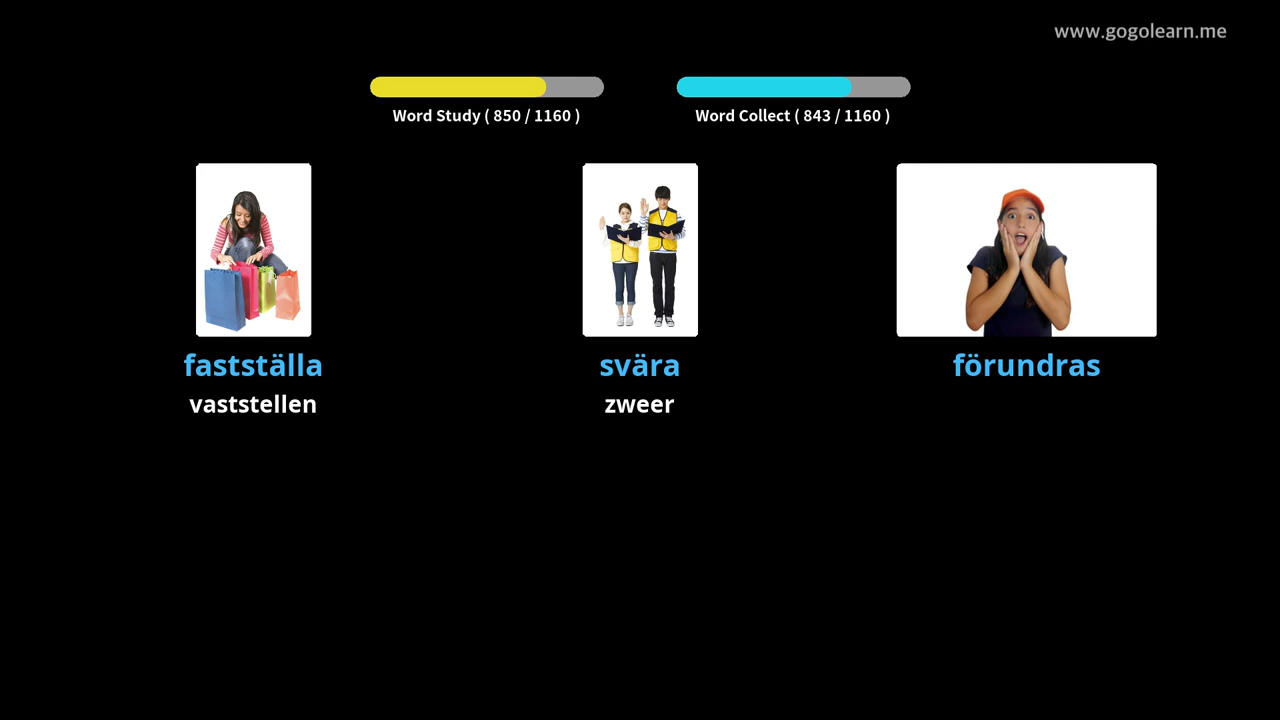 www.gogolearn.me
Word Study ( 850 / 1160 )
Word Collect ( 843 / 1160 )
fastställa
vaststellen
svära
zweer
förundras